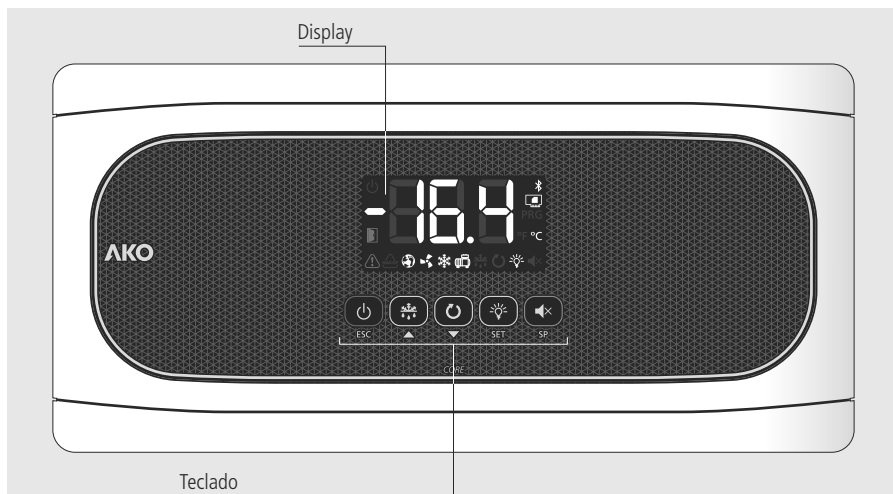 Display
-16.4
PRG
°F °C
AKO
ESC
SET
SP
CORE
Teclado